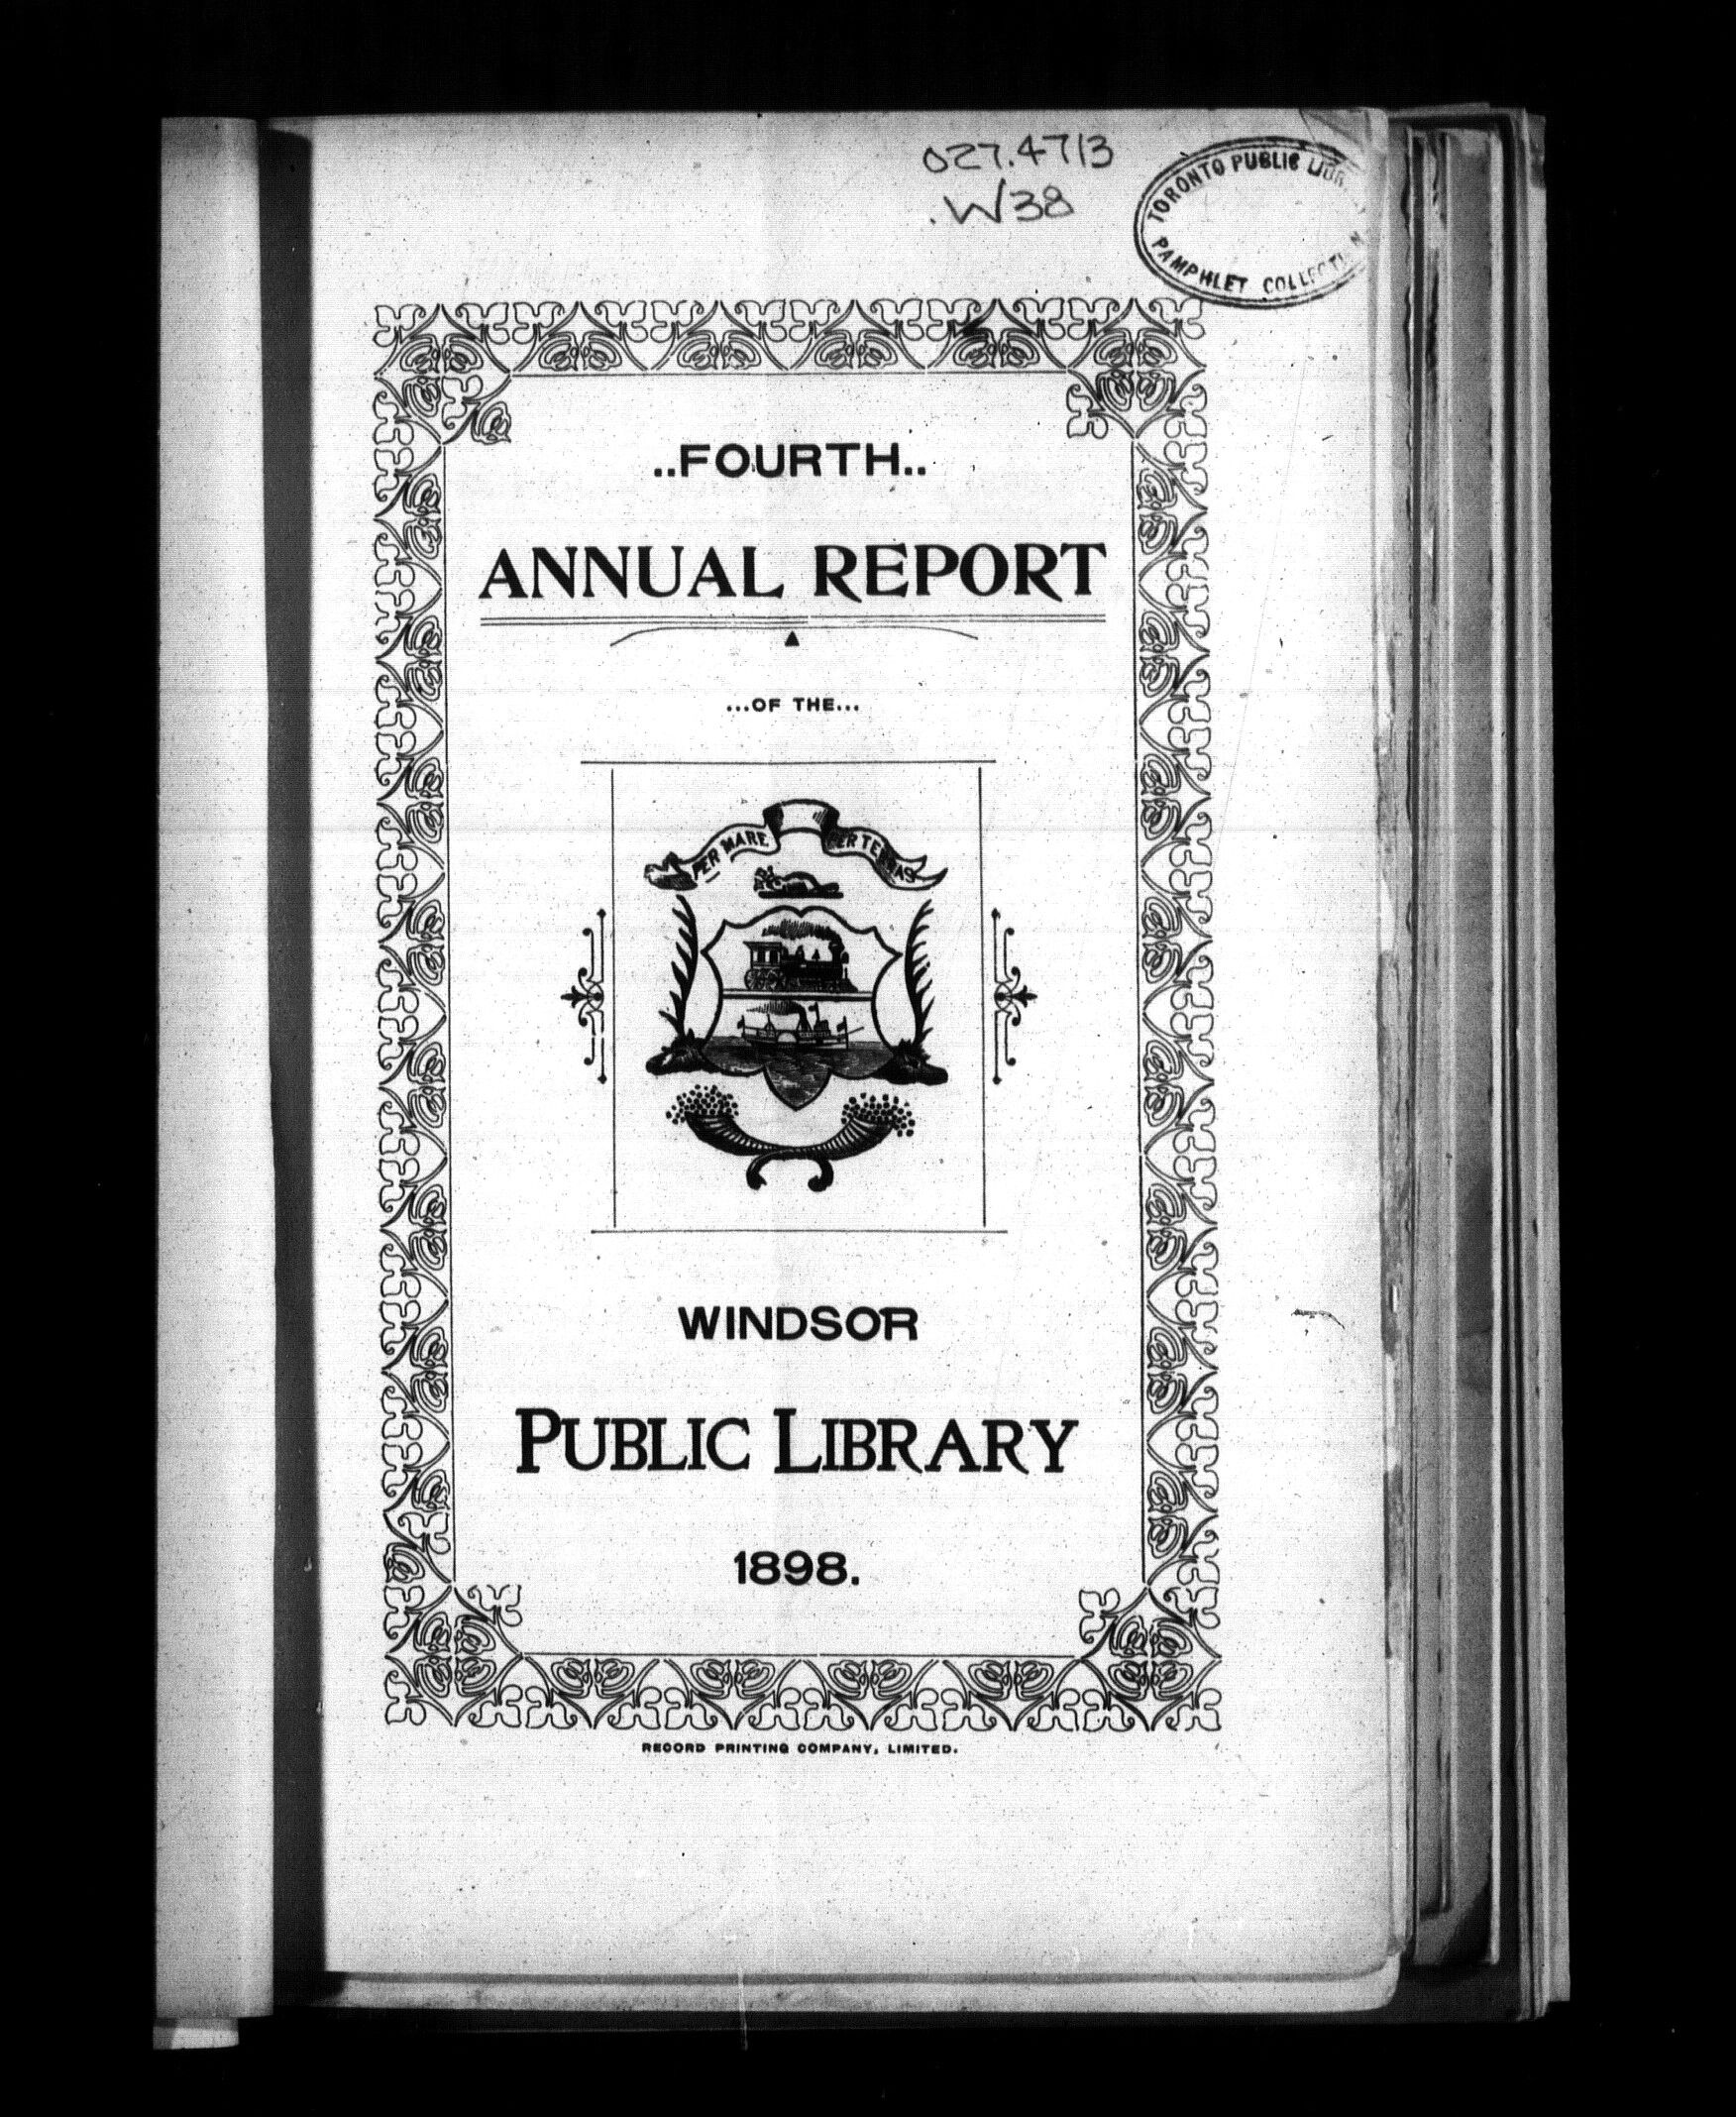 027.4713
.W38
TORONTO PUBLIC
PAMPHLET
..FOURTH..
ANNUAL REPORT
...OF THE...
PER MARE PER TERRAS
WINDSOR
PUBLIC LIBRARY
1898.
RECORD PRINTING COMPANY, LIMITED.